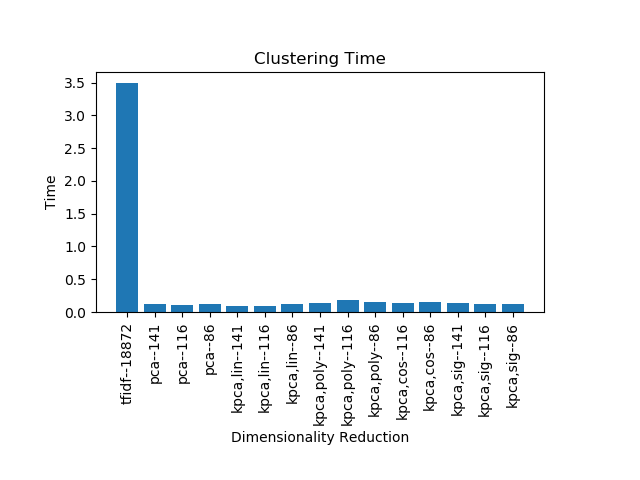 Clustering Time
Time
3.5
3.0
2.5
2.0
1.5
1.0
0.5
0.0
tfidf--18872
pca--141
pca--116
pca--86
kpca,lin--141
kpca,lin--116
kpca,lin--86
kpca,poly--141
kpca,poly--116
kpca,poly--86
kpca,cos--116
kpca,cos--86
kpca,sig--141
kpca,sig--116
kpca,sig--86
Dimensionality Reduction